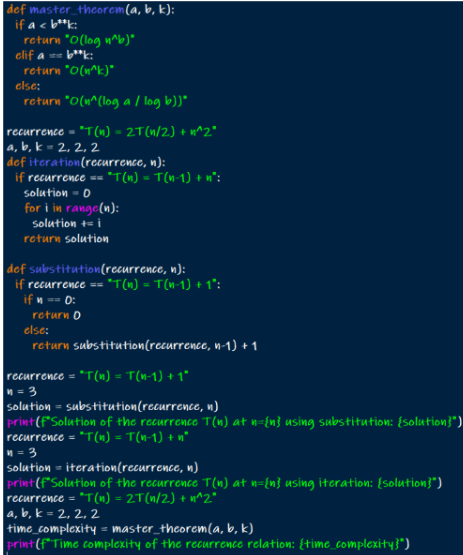 def master_theorem(a, b, k):
  if a < b**k:
    return "O(log n^b)"
  elif a == b**k:
    return "O(n^k)"
  else:
    return "O(n^(log a / log b))"

recurrence = "T(n) = 2T(n/2) + n^2"
a, b, k = 2, 2, 2
def iteration(recurrence, n):
  if recurrence == "T(n) = T(n-1) + n":
    solution = 0
    for i in range(n):
      solution += i
    return solution

def substitution(recurrence, n):
  if recurrence == "T(n) = T(n-1) + 1":
    if n == 0:
      return 0
    else:
      return substitution(recurrence, n-1) + 1

recurrence = "T(n) = T(n-1) + 1"
n = 3
solution = substitution(recurrence, n)
print(f"Solution of the recurrence T(n) at n={n} using substitution: {solution}")
recurrence = "T(n) = T(n-1) + n"
n = 3
solution = iteration(recurrence, n)
print(f"Solution of the recurrence T(n) at n={n} using iteration: {solution}")
recurrence = "T(n) = 2T(n/2) + n^2"
a, b, k = 2, 2, 2
time_complexity = master_theorem(a, b, k)
print(f"Time complexity of the recurrence relation: {time_complexity}")